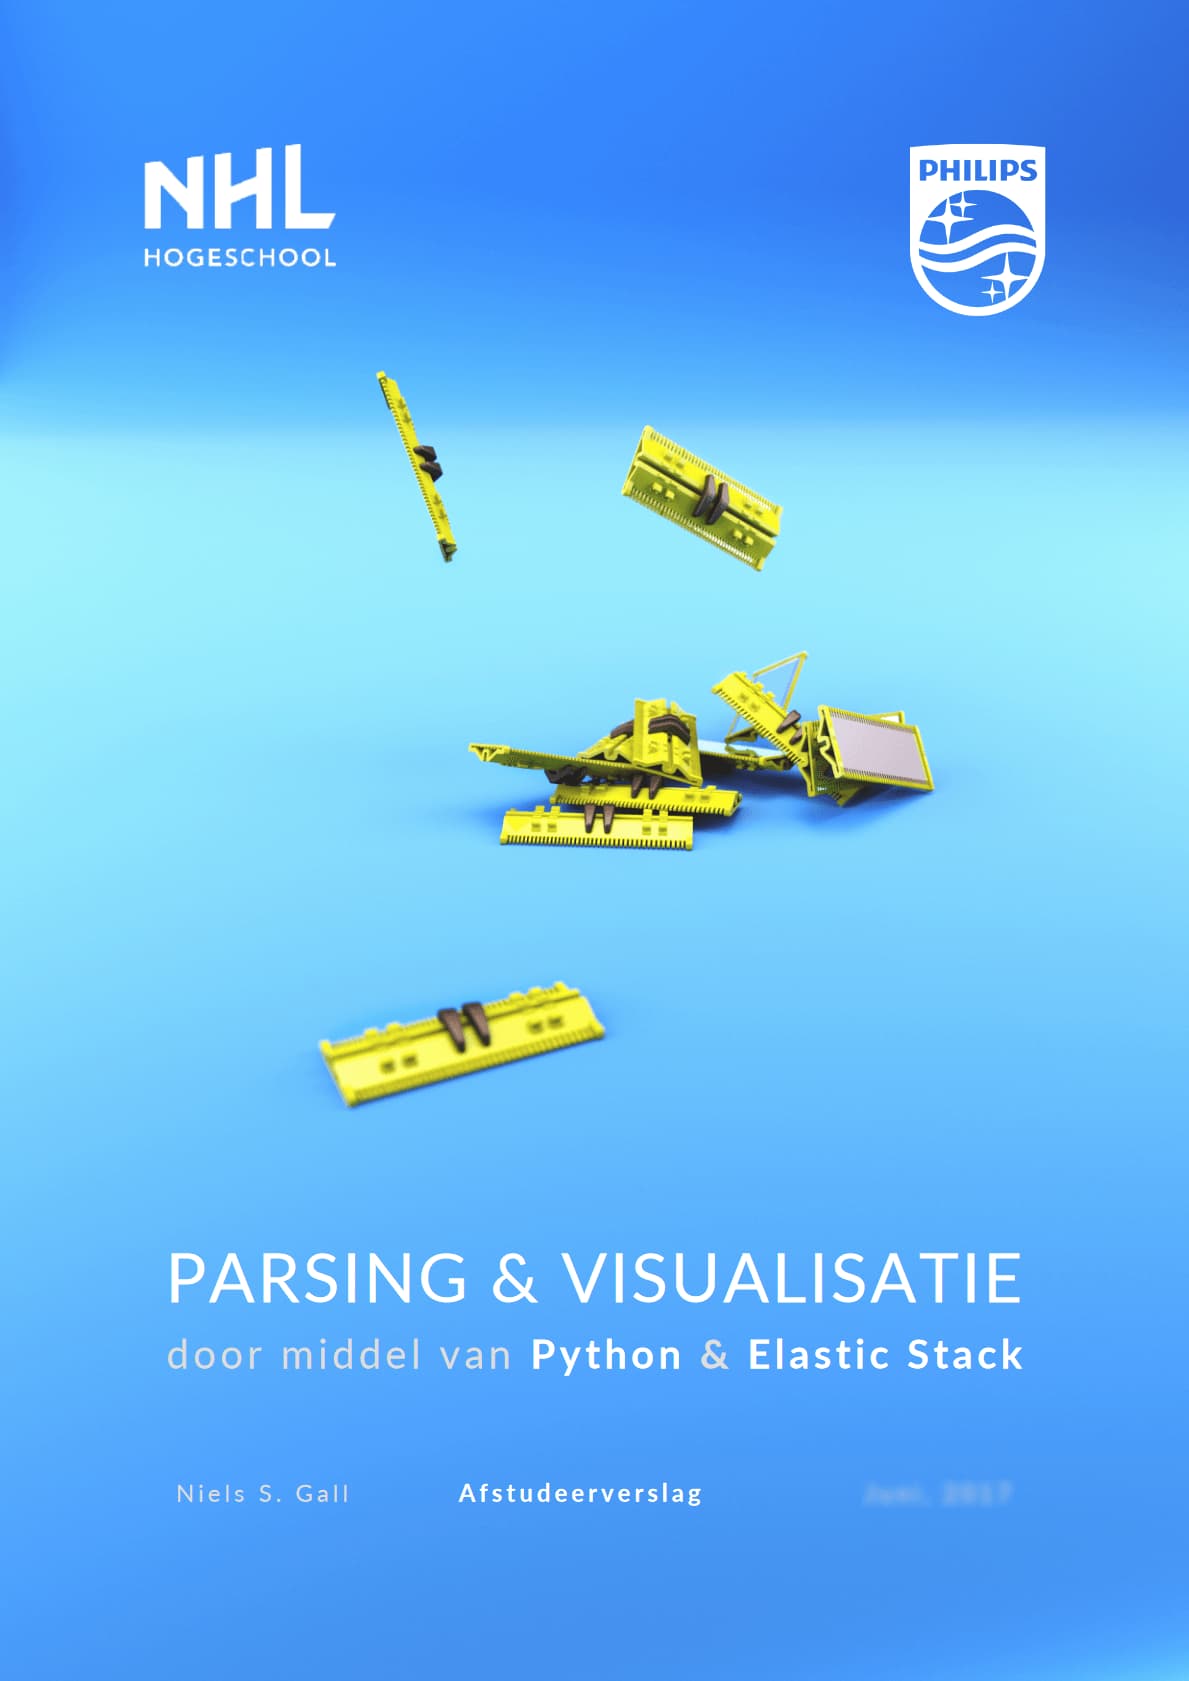 NHL
HOGESCHOOL
PHILIPS
PARSING & VISUALISATIE
door middel van Python & Elastic Stack
Niels S. Gall
Afstudeerverslag